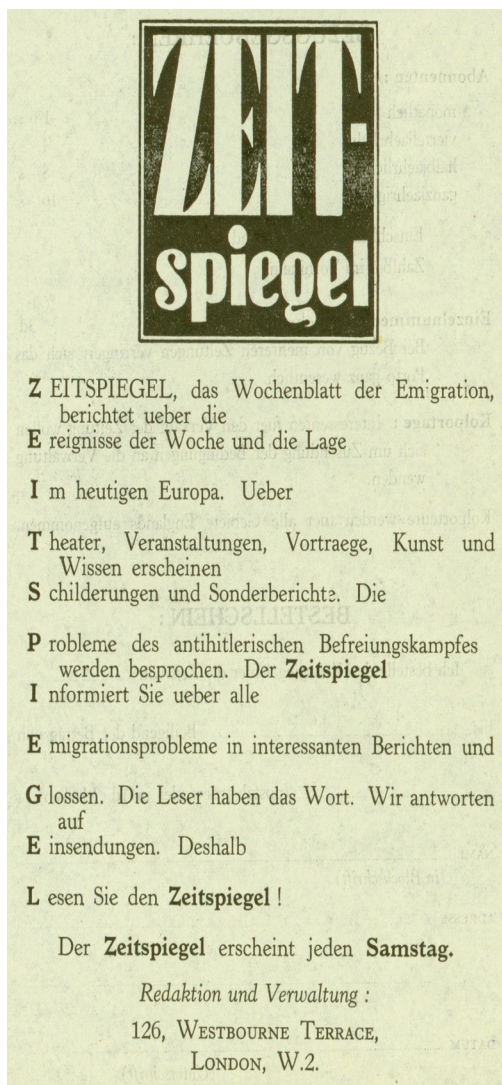 ZEIT-
spiegel
Z EITSPIEGEL, das Wochenblatt der Emigration,
berichtet ueber die
E reignisse der Woche und die Lage
I m heutigen Europa. Ueber
T heater, Veranstaltungen, Vortraege, Kunst und
Wissen erscheinen
S childerungen und Sonderberichte. Die
P robleme des antihitlerischen Befreiungskampfes
werden besprochen. Der Zeitspiegel
I nformiert Sie ueber alle
E migrationsprobleme in interessanten Berichten und
G lossen. Die Leser haben das Wort. Wir antworten
auf
E insendungen. Deshalb
L esen Sie den Zeitspiegel !
Der Zeitspiegel erscheint jeden Samstag.
Redaktion und Verwaltung :
126, WESTBOURNE TERRACE,
LONDON, W.2.